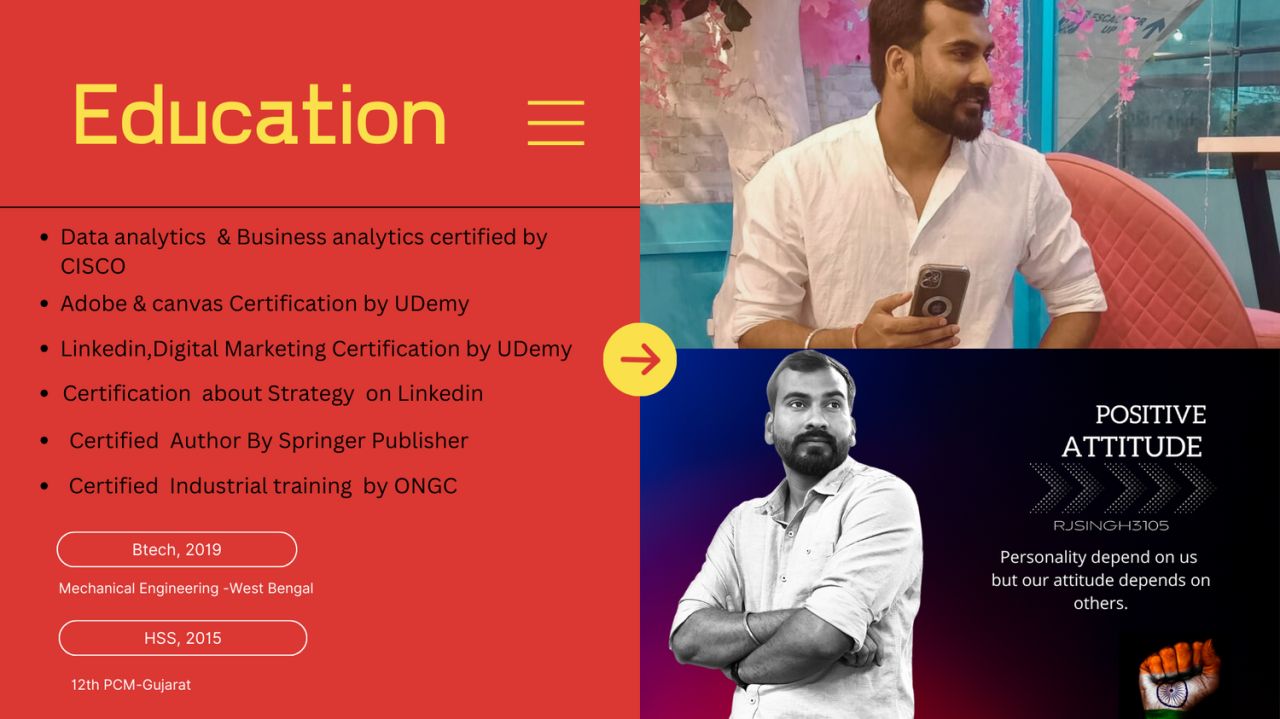 Education
• Data analytics & Business analytics certified by
CISCO
• Adobe & canvas Certification by UDemy
• Linkedin,Digital Marketing Certification by UDemy
• Certification about Strategy on Linkedin
• Certified Author By Springer Publisher
• Certified Industrial training by ONGC
Btech, 2019
Mechanical Engineering -West Bengal
HSS, 2015
12th PCM-Gujarat
ESCALATOR
UP
POSITIVE
ATTITUDE
RJSINGH3105
Personality depend on us
but our attitude depends on
others.